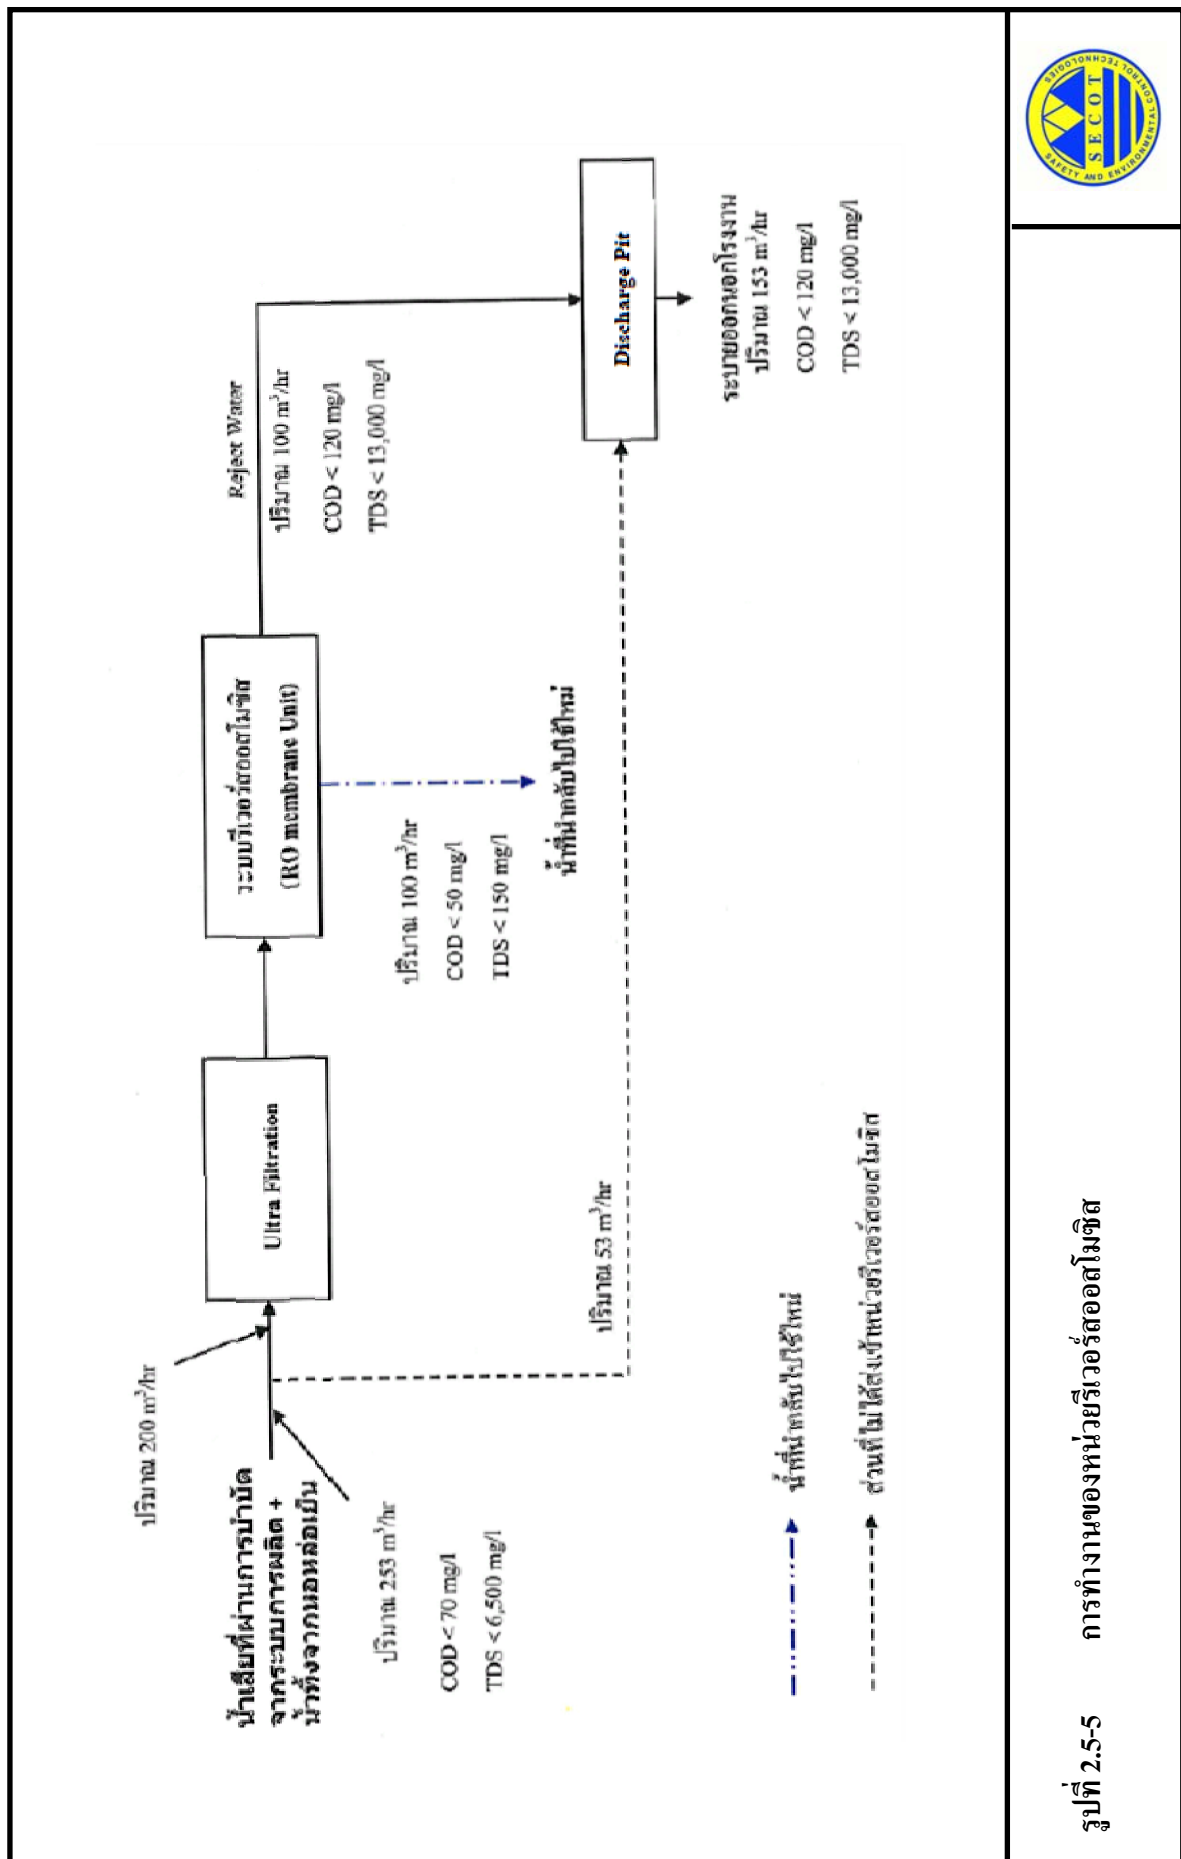 ปริมาณ 200 m³/hr
น้ำเสียที่ผ่านการบำบัด
จากระบบการผลิต +
น้ำทิ้งจากหอหล่อเย็น
ปริมาณ 253 m³/hr
COD < 70 mg/l
TDS < 6,500 mg/l
Ultra Filtration
ระบบรีเวอร์สออสโมซิส
(RO membrane Unit)
ปริมาณ 100 m³/hr
COD < 50 mg/l
TDS < 150 mg/l
น้ำที่นำกลับไปใช้ใหม่
Reject Water
ปริมาณ 100 m³/hr
COD < 120 mg/l
TDS < 13,000 mg/l
ปริมาณ 53 m³/hr
Discharge Pit
ระบายออกนอกโรงงาน
ปริมาณ 153 m³/hr
COD < 120 mg/l
TDS < 13,000 mg/l
น้ำที่นำกลับไปใช้ใหม่
ส่วนที่ไม่ได้ส่งเข้าหน่วยรีเวอร์สออสโมซิส
รูปที่ 2.5-5 การทำงานของหน่วยรีเวอร์สออสโมซิส
SECOT
SAFETY AND ENVIRONMENTAL CONTROL TECHNOLOGIES